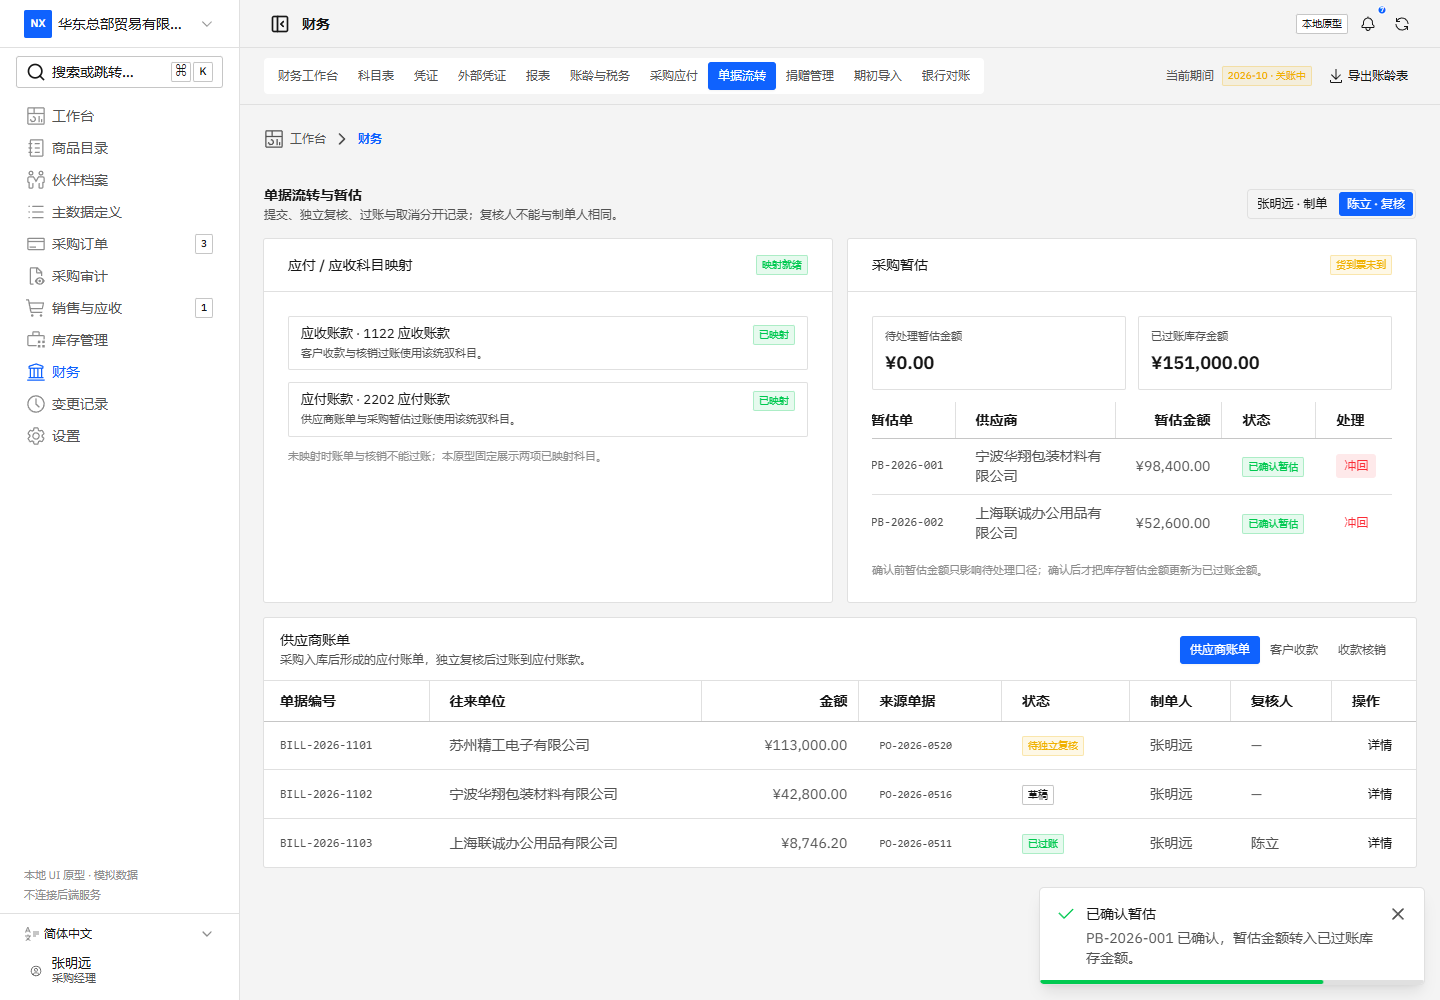 NX 华东总部贸易有限...
搜索或跳转... ⌘ K
工作台
商品目录
伙伴档案
主数据定义
采购订单 3
采购审计
销售与应收 1
库存管理
财务
变更记录
设置
本地 UI 原型 · 模拟数据
不连接后端服务
简体中文
张明远
采购经理
财务
本地原型
?
财务工作台 科目表 凭证 外部凭证 报表 账龄与税务 采购应付 单据流转 捐赠管理 期初导入 银行对账
当前期间 2026-10 · 关账中 导出账龄表
工作台 > 财务
单据流转与暂估
提交、独立复核、过账与取消分开记录；复核人不能与制单人相同。
张明远 · 制单 陈立 · 复核
应付 / 应收科目映射 映射就绪
应收账款 · 1122 应收账款 已映射
客户收款与核销过账使用该统驭科目。
应付账款 · 2202 应付账款 已映射
供应商账单与采购暂估过账使用该统驭科目。
未映射时账单与核销不能过账；本原型固定展示两项已映射科目。
采购暂估 货到票未到
待处理暂估金额
¥0.00
已过账库存金额
¥151,000.00
暂估单 供应商 暂估金额 状态 处理
PB-2026-001 宁波华翔包装材料有限公司 ¥98,400.00 已确认暂估 冲回
PB-2026-002 上海联诚办公用品有限公司 ¥52,600.00 已确认暂估 冲回
确认前暂估金额只影响待处理口径；确认后才把库存暂估金额更新为已过账金额。
供应商账单
采购入库后形成的应付账单，独立复核后过账到应付账款。
供应商账单 客户收款 收款核销
单据编号 往来单位 金额 来源单据 状态 制单人 复核人 操作
BILL-2026-1101 苏州精工电子有限公司 ¥113,000.00 PO-2026-0520 待独立复核 张明远 — 详情
BILL-2026-1102 宁波华翔包装材料有限公司 ¥42,800.00 PO-2026-0516 草稿 张明远 — 详情
BILL-2026-1103 上海联诚办公用品有限公司 ¥8,746.20 PO-2026-0511 已过账 张明远 陈立 详情
已确认暂估
PB-2026-001 已确认，暂估金额转入已过账库
存金额。